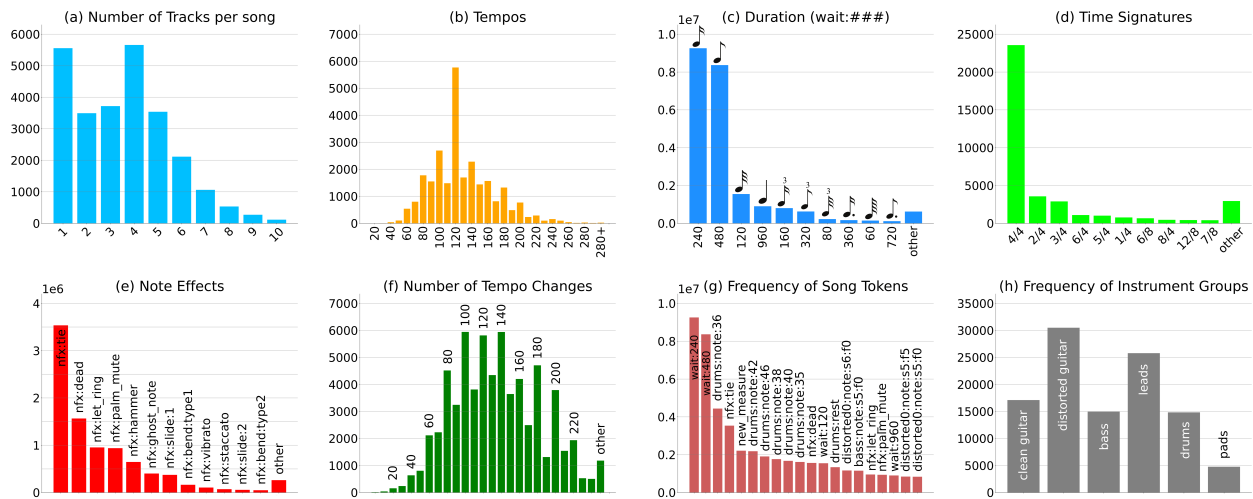 (a) Number of Tracks per song
6000
5000
4000
3000
2000
1000
0
1 2 3 4 5 6 7 8 9 10
(b) Tempos
7000
6000
5000
4000
3000
2000
1000
0
20 40 60 80 100 120 140 160 180 200 220 240 260 280 280+
1e7
(c) Duration (wait:###)
1.0
0.8
0.6
0.4
0.2
0.0
3 3 3
240 480 120 960 160 320 80 360 60 720 other
(d) Time Signatures
25000
20000
15000
10000
5000
0
4/4 2/4 3/4 6/4 5/4 1/4 6/8 8/4 12/8 7/8 other
1e6
(e) Note Effects
4
3
2
1
0
nfx:tie
nfx:dead
nfx:let_ring
nfx:palm_mute
nfx:hammer
nfx:ghost_note
nfx:slide:1
nfx:bend:type1
nfx:vibrato
nfx:staccato
nfx:slide:2
nfx:bend:type2
other
(f) Number of Tempo Changes
7000
6000
5000
4000
3000
2000
1000
0
20 40 60 80 100 120 140 160 180 200 220 other
1e7
(g) Frequency of Song Tokens
1.0
0.8
0.6
0.4
0.2
0.0
wait:240
wait:480
drums:note:36
nfx:tie
new_measure
drums:note:42
drums:note:46
drums:note:38
drums:note:40
drums:note:35
nfx:dead
wait:120
drums:rest
distorted0:note:s6:f0
bass:note:s5:f0
nfx:let_ring
nfx:palm_mute
wait:960
distorted0:note:s5:f5
distorted0:note:s5:f0
(h) Frequency of Instrument Groups
35000
30000
25000
20000
15000
10000
5000
0
clean guitar
distorted guitar
bass
leads
drums
pads